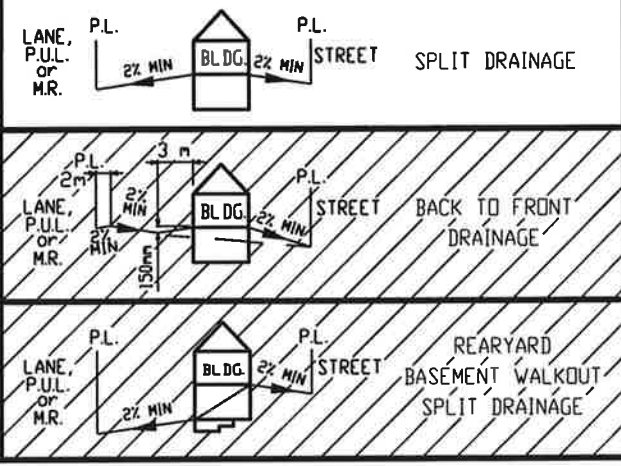 P.L.
P.L.
LANE,
P.U.L.
or
M.R.
2% MIN
BLDG.
2% MIN
STREET
SPLIT DRAINAGE
P.L.
2m
3 m
P.L.
LANE,
P.U.L.
or
M.R.
2% MIN
2% MIN
150mm
BLDG.
2% MIN
STREET
BACK TO FRONT
DRAINAGE
P.L.
P.L.
LANE,
P.U.L.
or
M.R.
2% MIN
BLDG.
2% MIN
STREET
REARYARD
BASEMENT WALKOUT
SPLIT DRAINAGE